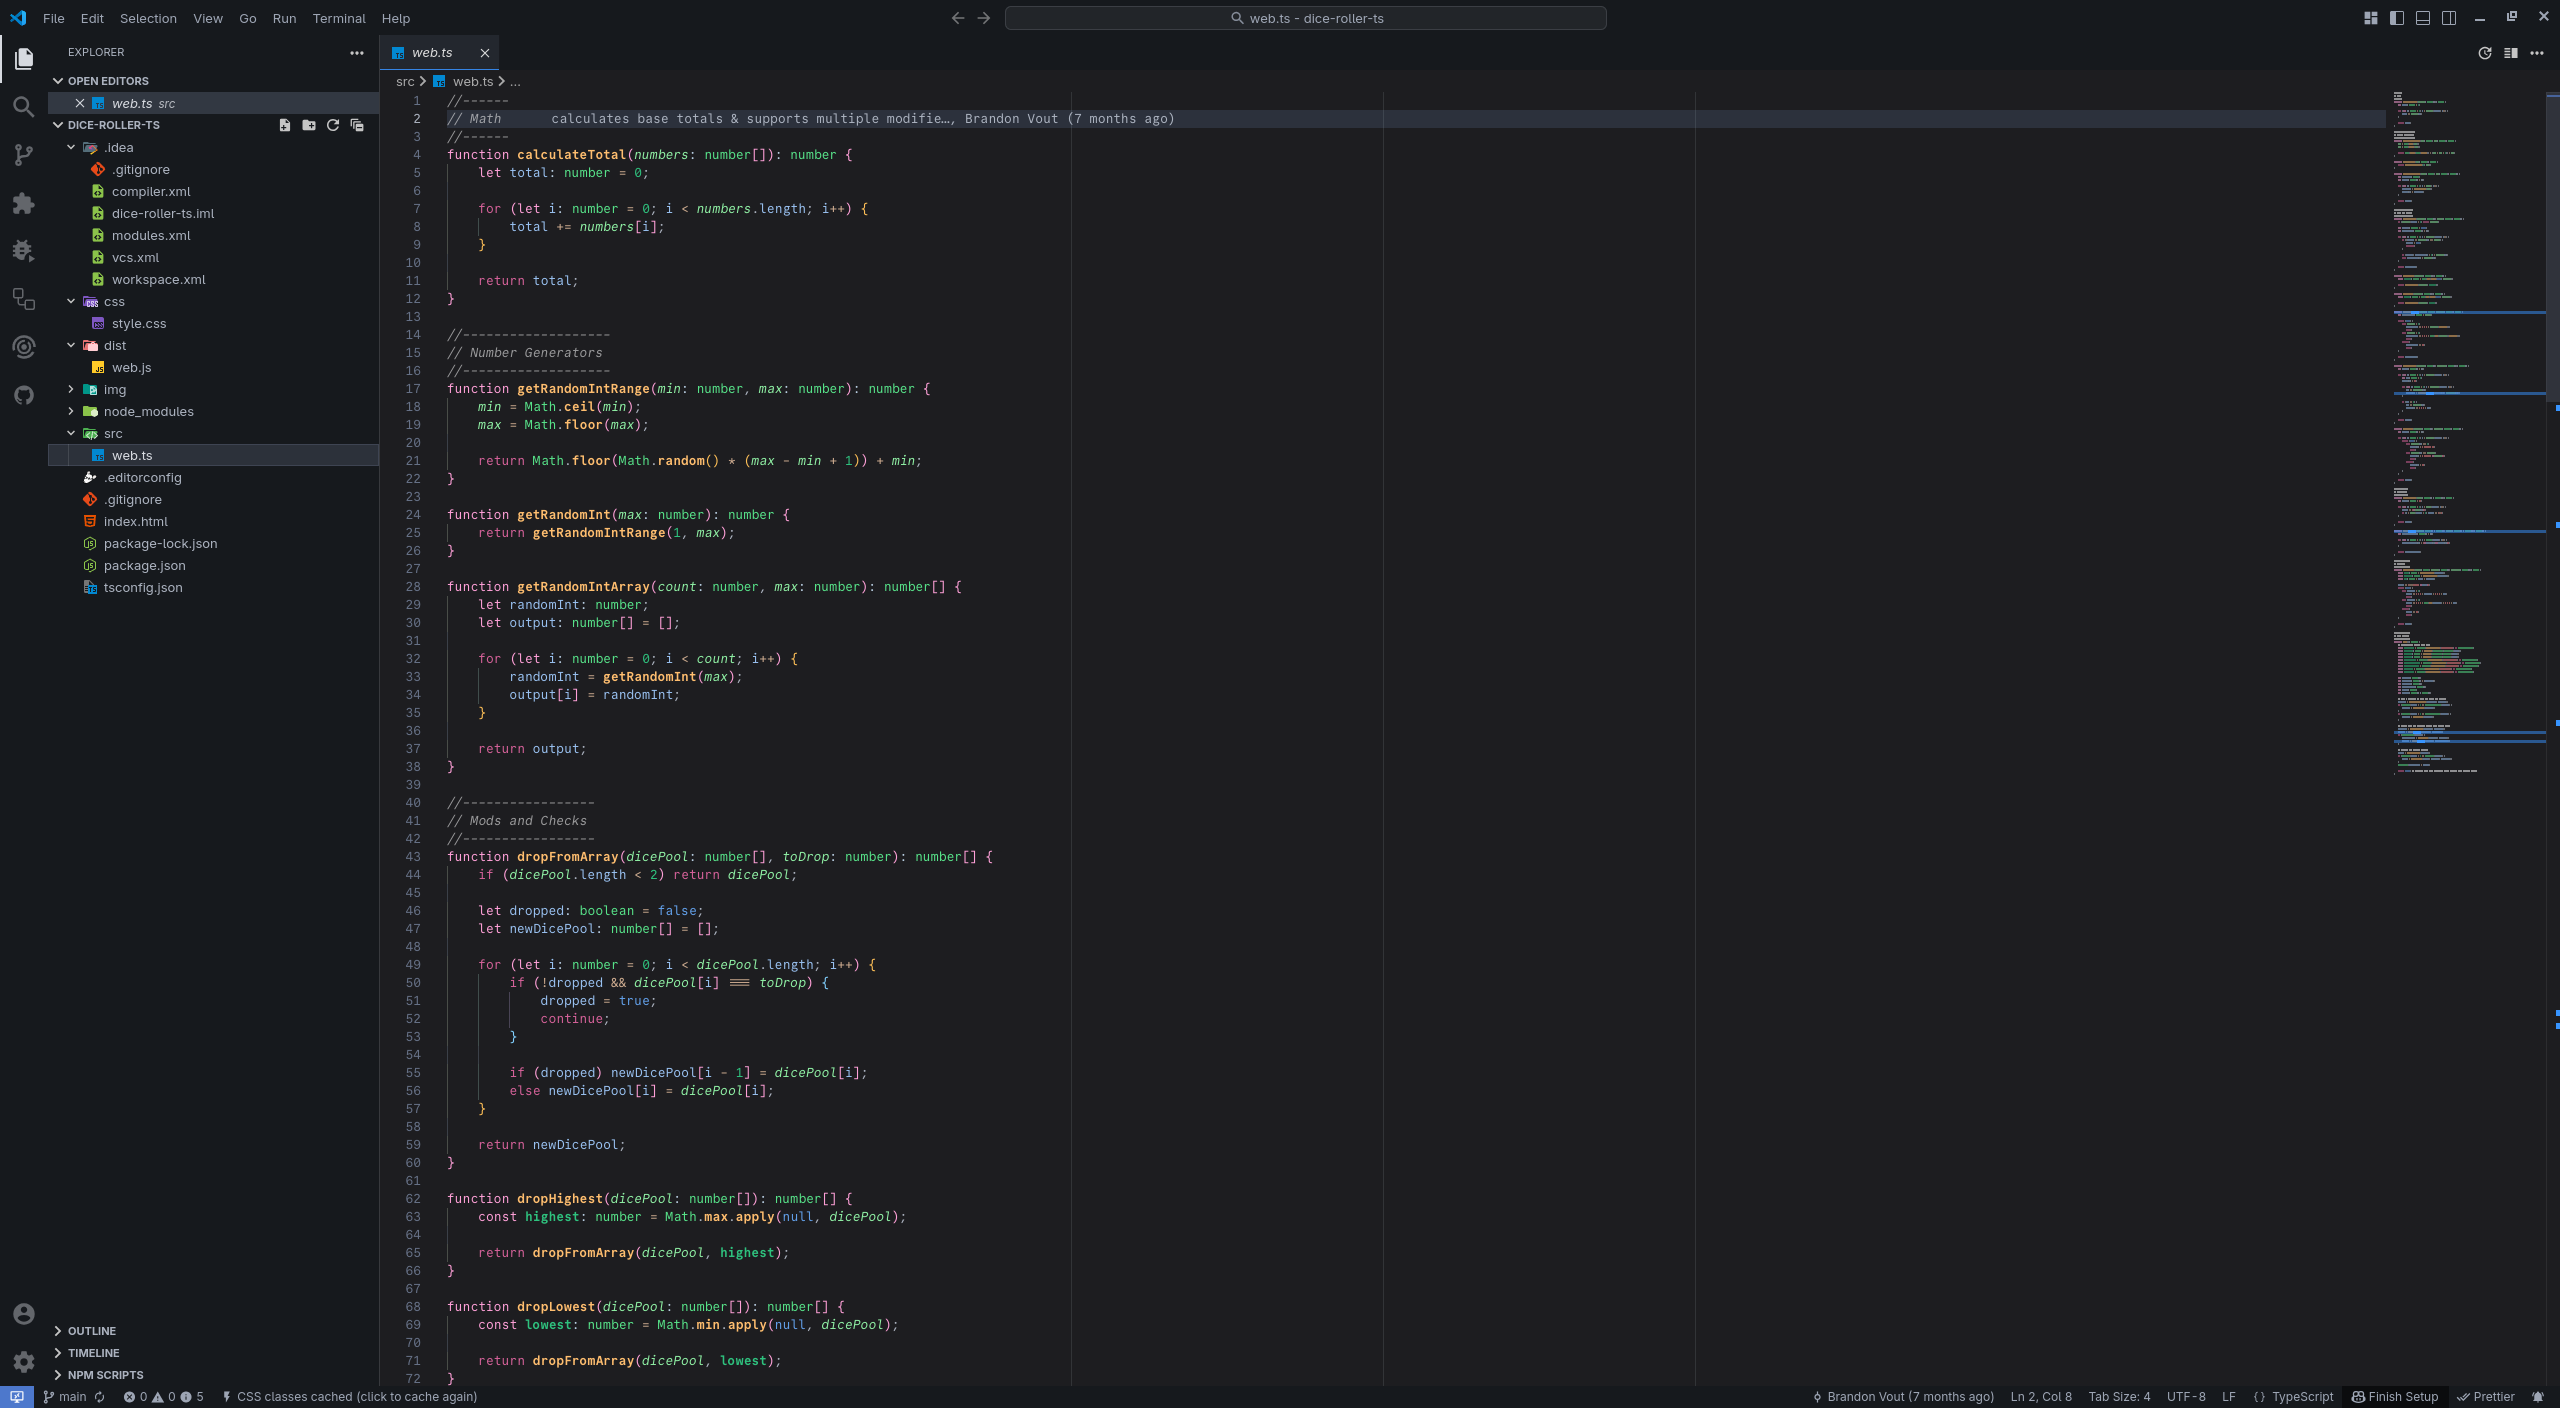 File Edit Selection View Go Run Terminal Help
web.ts - dice-roller-ts
EXPLORER
OPEN EDITORS
web.ts src
DICE-ROLLER-TS
.idea
.gitignore
compiler.xml
dice-roller-ts.iml
modules.xml
vcs.xml
workspace.xml
css
style.css
dist
web.js
img
node_modules
src
web.ts
.editorconfig
.gitignore
index.html
package-lock.json
package.json
tsconfig.json
OUTLINE
TIMELINE
NPM SCRIPTS
web.ts
src > web.ts > ...
1 //------
2 // Math calculates base totals & supports multiple modifie…, Brandon Vout (7 months ago)
3 //------
4 function calculateTotal(numbers: number[]): number {
5 let total: number = 0;
6
7 for (let i: number = 0; i < numbers.length; i++) {
8 total += numbers[i];
9 }
10
11 return total;
12 }
13
14 //-------------------
15 // Number Generators
16 //-------------------
17 function getRandomIntRange(min: number, max: number): number {
18 min = Math.ceil(min);
19 max = Math.floor(max);
20
21 return Math.floor(Math.random() * (max - min + 1)) + min;
22 }
23
24 function getRandomInt(max: number): number {
25 return getRandomIntRange(1, max);
26 }
27
28 function getRandomIntArray(count: number, max: number): number[] {
29 let randomInt: number;
30 let output: number[] = [];
31
32 for (let i: number = 0; i < count; i++) {
33 randomInt = getRandomInt(max);
34 output[i] = randomInt;
35 }
36
37 return output;
38 }
39
40 //-----------------
41 // Mods and Checks
42 //-----------------
43 function dropFromArray(dicePool: number[], toDrop: number): number[] {
44 if (dicePool.length < 2) return dicePool;
45
46 let dropped: boolean = false;
47 let newDicePool: number[] = [];
48
49 for (let i: number = 0; i < dicePool.length; i++) {
50 if (!dropped && dicePool[i] === toDrop) {
51 dropped = true;
52 continue;
53 }
54
55 if (dropped) newDicePool[i - 1] = dicePool[i];
56 else newDicePool[i] = dicePool[i];
57 }
58
59 return newDicePool;
60 }
61
62 function dropHighest(dicePool: number[]): number[] {
63 const highest: number = Math.max.apply(null, dicePool);
64
65 return dropFromArray(dicePool, highest);
66 }
67
68 function dropLowest(dicePool: number[]): number[] {
69 const lowest: number = Math.min.apply(null, dicePool);
70
71 return dropFromArray(dicePool, lowest);
72 }
main 0 0 5 CSS classes cached (click to cache again) Brandon Vout (7 months ago) Ln 2, Col 8 Tab Size: 4 UTF-8 LF {} TypeScript Finish Setup Prettier